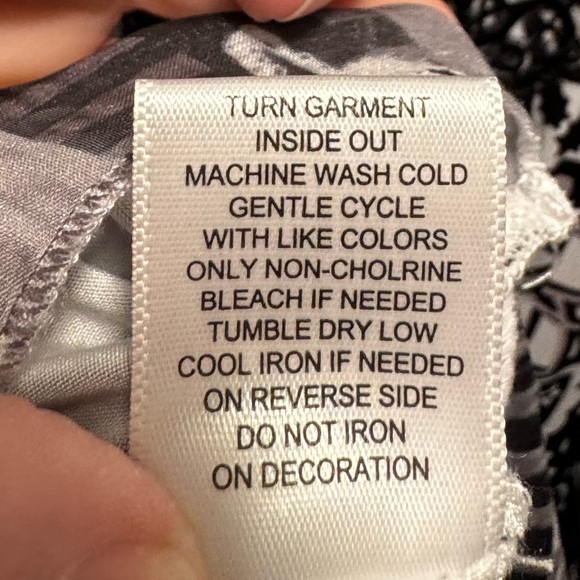 TURN GARMENT
INSIDE OUT
MACHINE WASH COLD
GENTLE CYCLE
WITH LIKE COLORS
ONLY NON-CHOLRINE
BLEACH IF NEEDED
TUMBLE DRY LOW
COOL IRON IF NEEDED
ON REVERSE SIDE
DO NOT IRON
ON DECORATION